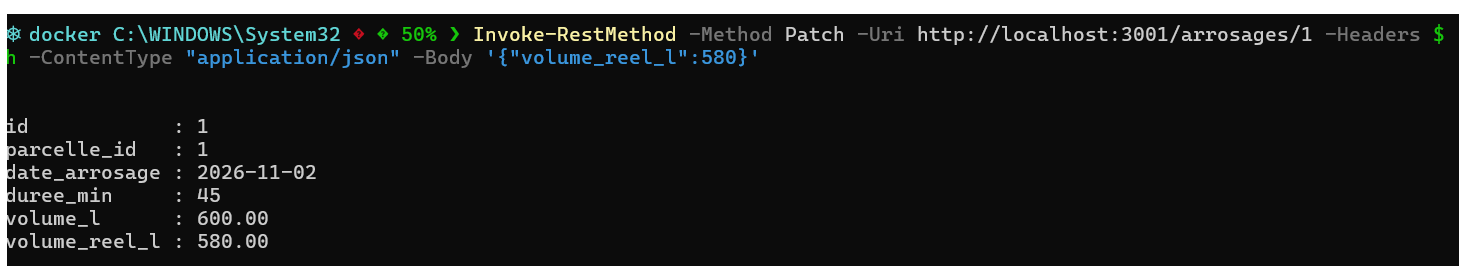 ❄ docker C:\WINDOWS\System32 � � 50% ❯ Invoke-RestMethod -Method Patch -Uri http://localhost:3001/arrosages/1 -Headers $
h -ContentType "application/json" -Body '{"volume_reel_l":580}'
id : 1
parcelle_id : 1
date_arrosage : 2026-11-02
duree_min : 45
volume_l : 600.00
volume_reel_l : 580.00